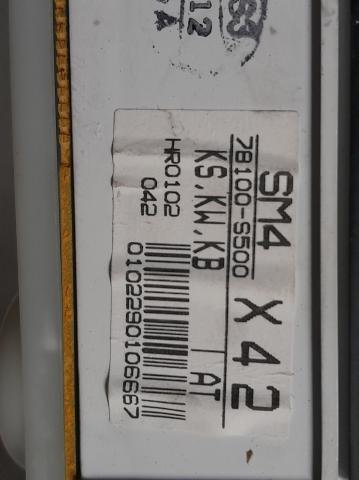 SM4
78100-S500 X42
KS,KW,KB AT
HR0102
042
0102290106667